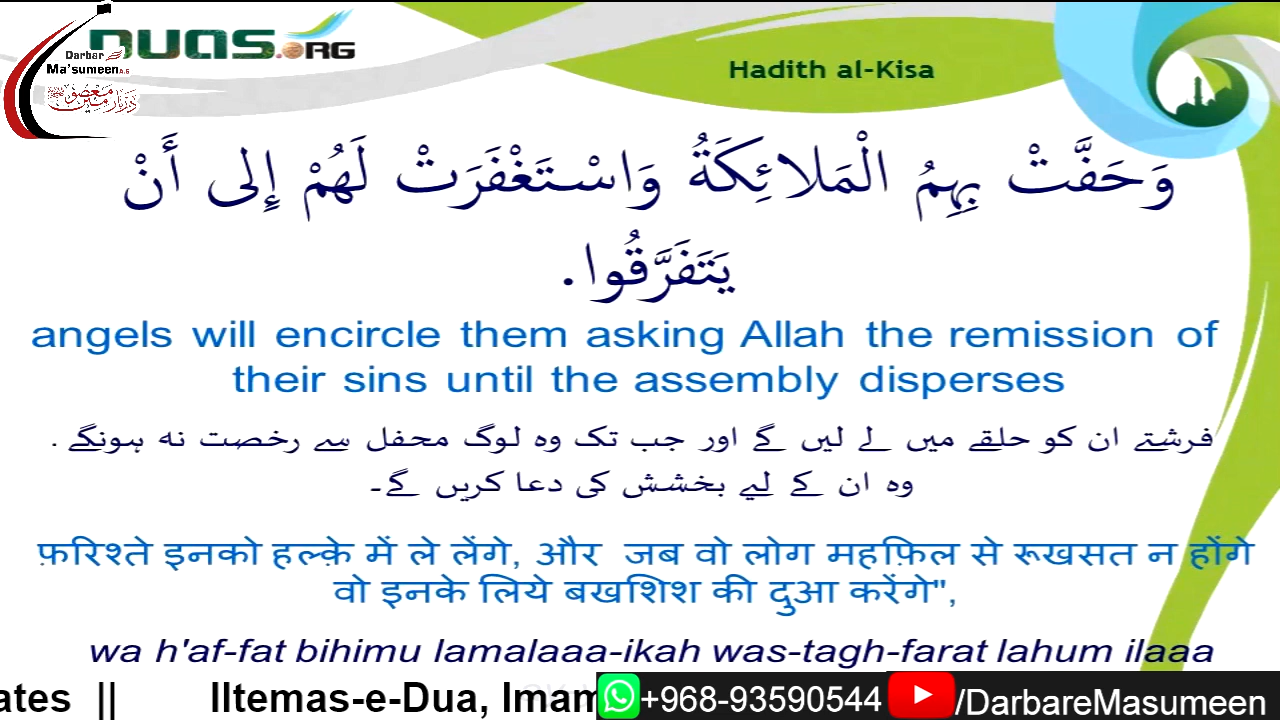 DUAS.ORG
Darbar
Ma'sumeen A.S
Hadith al-Kisa
وَحَفَّتْ بِهِمُ الْمَلائِكَةُ وَاسْتَغْفَرَتْ لَهُمْ إِلى أَنْ
يَتَفَرَّقُوا.
angels will encircle them asking Allah the remission of
their sins until the assembly disperses
فرشتے ان کو حلقے میں لے لیں گے اور جب تک وہ لوگ محفل سے رخصت نہ ہونگے .
وہ ان کے لیے بخشش کی دعا کریں گے۔
फ़रिश्ते इनको हल्क़े में ले लेंगे, और जब वो लोग महफ़िल से रूखसत न होंगे
वो इनके लिये बखशिश की दुआ करेंगे",
wa h'af-fat bihimu lamalaaa-ikah was-tagh-farat lahum ilaaa
ates || Iltemas-e-Dua, Imam +968-93590544 /DarbareMasumeen